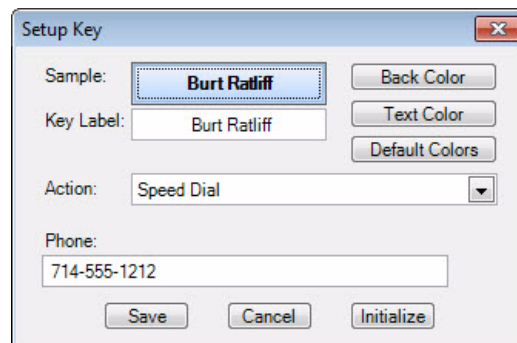 Setup Key
Sample: Burt Ratliff Back Color
Key Label: Burt Ratliff Text Color
Default Colors
Action: Speed Dial
Phone:
714-555-1212
Save Cancel Initialize